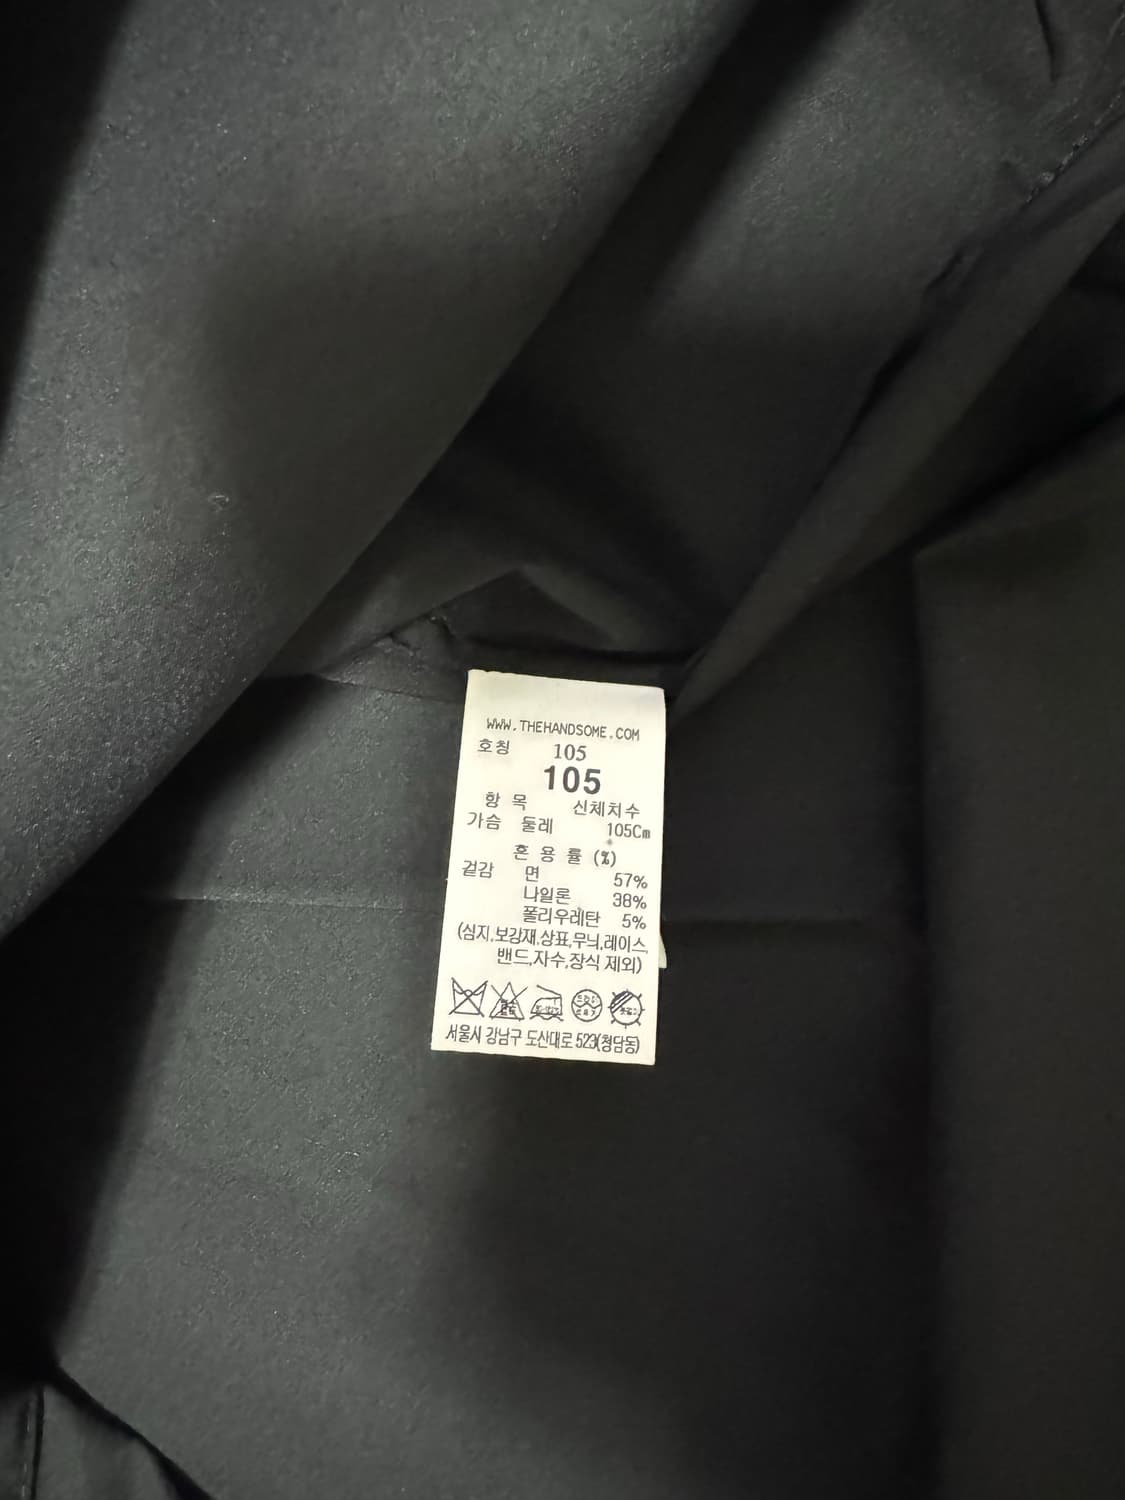 WWW.THEHANDSOME.COM
호칭 105
105
항 목 신체치수
가슴 둘레 105Cm
혼 용 률 (%)
겉감 면 57%
나일론 38%
폴리우레탄 5%
(심지,보강재,상표,무늬,레이스,
밴드,자수,장식 제외)
서울시 강남구 도산대로 523(청담동)